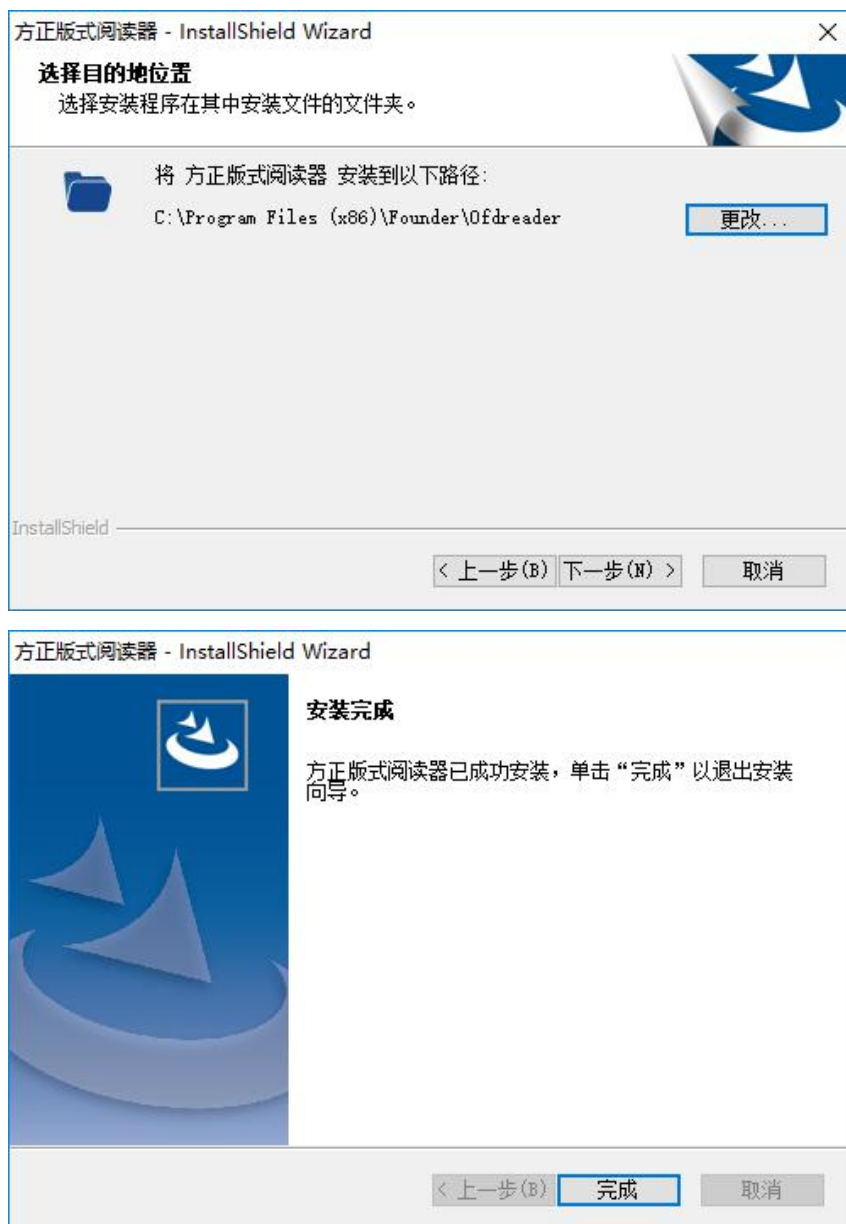 方正版式阅读器 - InstallShield Wizard
选择目的地位置
选择安装程序在其中安装文件的文件夹。
将 方正版式阅读器 安装到以下路径:
C:\Program Files (x86)\Founder\Ofdreader
更改...
InstallShield
< 上一步(B) 下一步(N) > 取消
方正版式阅读器 - InstallShield Wizard
安装完成
方正版式阅读器已成功安装，单击“完成”以退出安装
向导。
< 上一步(B) 完成 取消